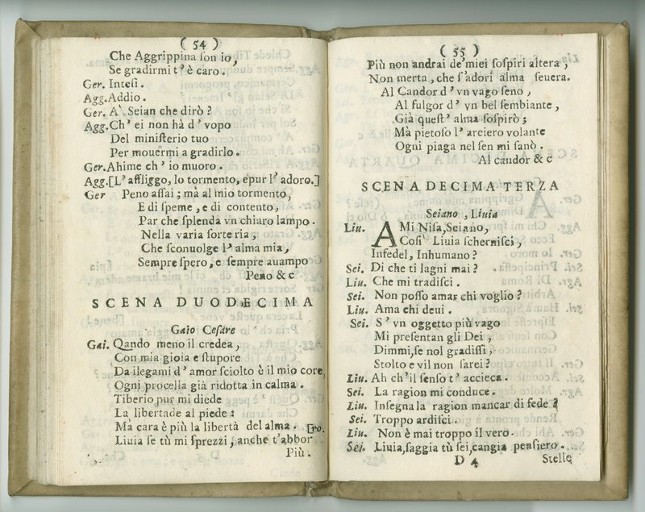 ( 54 )
Che Aggrippina son io,
Se gradirmi t' è caro.
Ger. Intesi.
Agg. Addio.
Ger. A' Seian che dirò?
Agg. Ch' ei non hà d' vopo
Del ministerio tuo
Per mouermi a gradirlo.
Ger. Ahime ch' io muoro.
Agg. [L' affliggo, lo tormento, epur l' adoro.]
Ger Peno assai; mà al mio tormento,
E di speme, e di contento,
Par che splenda vn chiaro lampo.
Nella varia sorte ria;
Che sconuolge l' alma mia,
Sempre spero, e sempre auampo
Peno & c
SCENA DUODECIMA
Gaio Cesare
Gai. Qando meno il credea,
Con mia gioia e stupore
Da ilegami d' amor sciolto è il mio core,
Ogni procella già ridotta in calma.
Tiberio pur mi diede
La libertade al piede:
Ma cara è più la libertà del alma.
Liuia se tù mi sprezzi, anche t'abbor
Più.
( 55 )
Più non andrai de' miei sospiri altera,
Non merta, che s' adori alma seuera.
Al Candor d' vn vago seno,
Al fulgor d' vn bel sembiante,
Già quest' alma sospirò;
Mà pietoso l' arciero volante
Ogni piaga nel sen mi sanò.
Al candor & c
SCENA DECIMA TERZA
Seiano, Liuia
Liu. A Mi Nisa, Seiano,
Così Liuia schernisci,
Infedel, Inhumano?
Sei. Di che ti lagni mai?
Liu. Che mi tradisci.
Sei. Non posso amar chi voglio?
Liu. Ama chi deui.
Sei. S' vn oggetto più vago
Mi presentan gli Dei,
Dimmi, se nol gradissi,
Stolto e vil non sarei?
Liu. Ah ch'il senso t' accieca.
Sei. La ragion mi conduce.
Liu. Insegna la ragion mancar di fede?
Sei. Troppo ardisci.
Liu. Non è mai troppo il vero.
Sei. Liuia, saggia tù sei, cangia pensiero.
D 4 Stelle